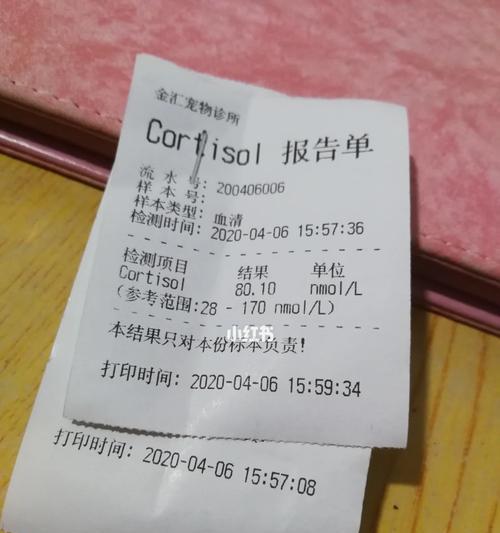 金汇宠物诊所
Cortisol 报告单
流水号: 200406006
样本号:
样本类型: 血清
检测时间: 2020-04-06 15:57:36
检测项目 结果 单位
Cortisol 80.10 nmol/L
(参考范围:28 - 170 nmol/L)
小红书
本结果只对本份标本负责!
打印时间: 2020-04-06 15:59:34
打印时间: 2020-04-06 15:57:08